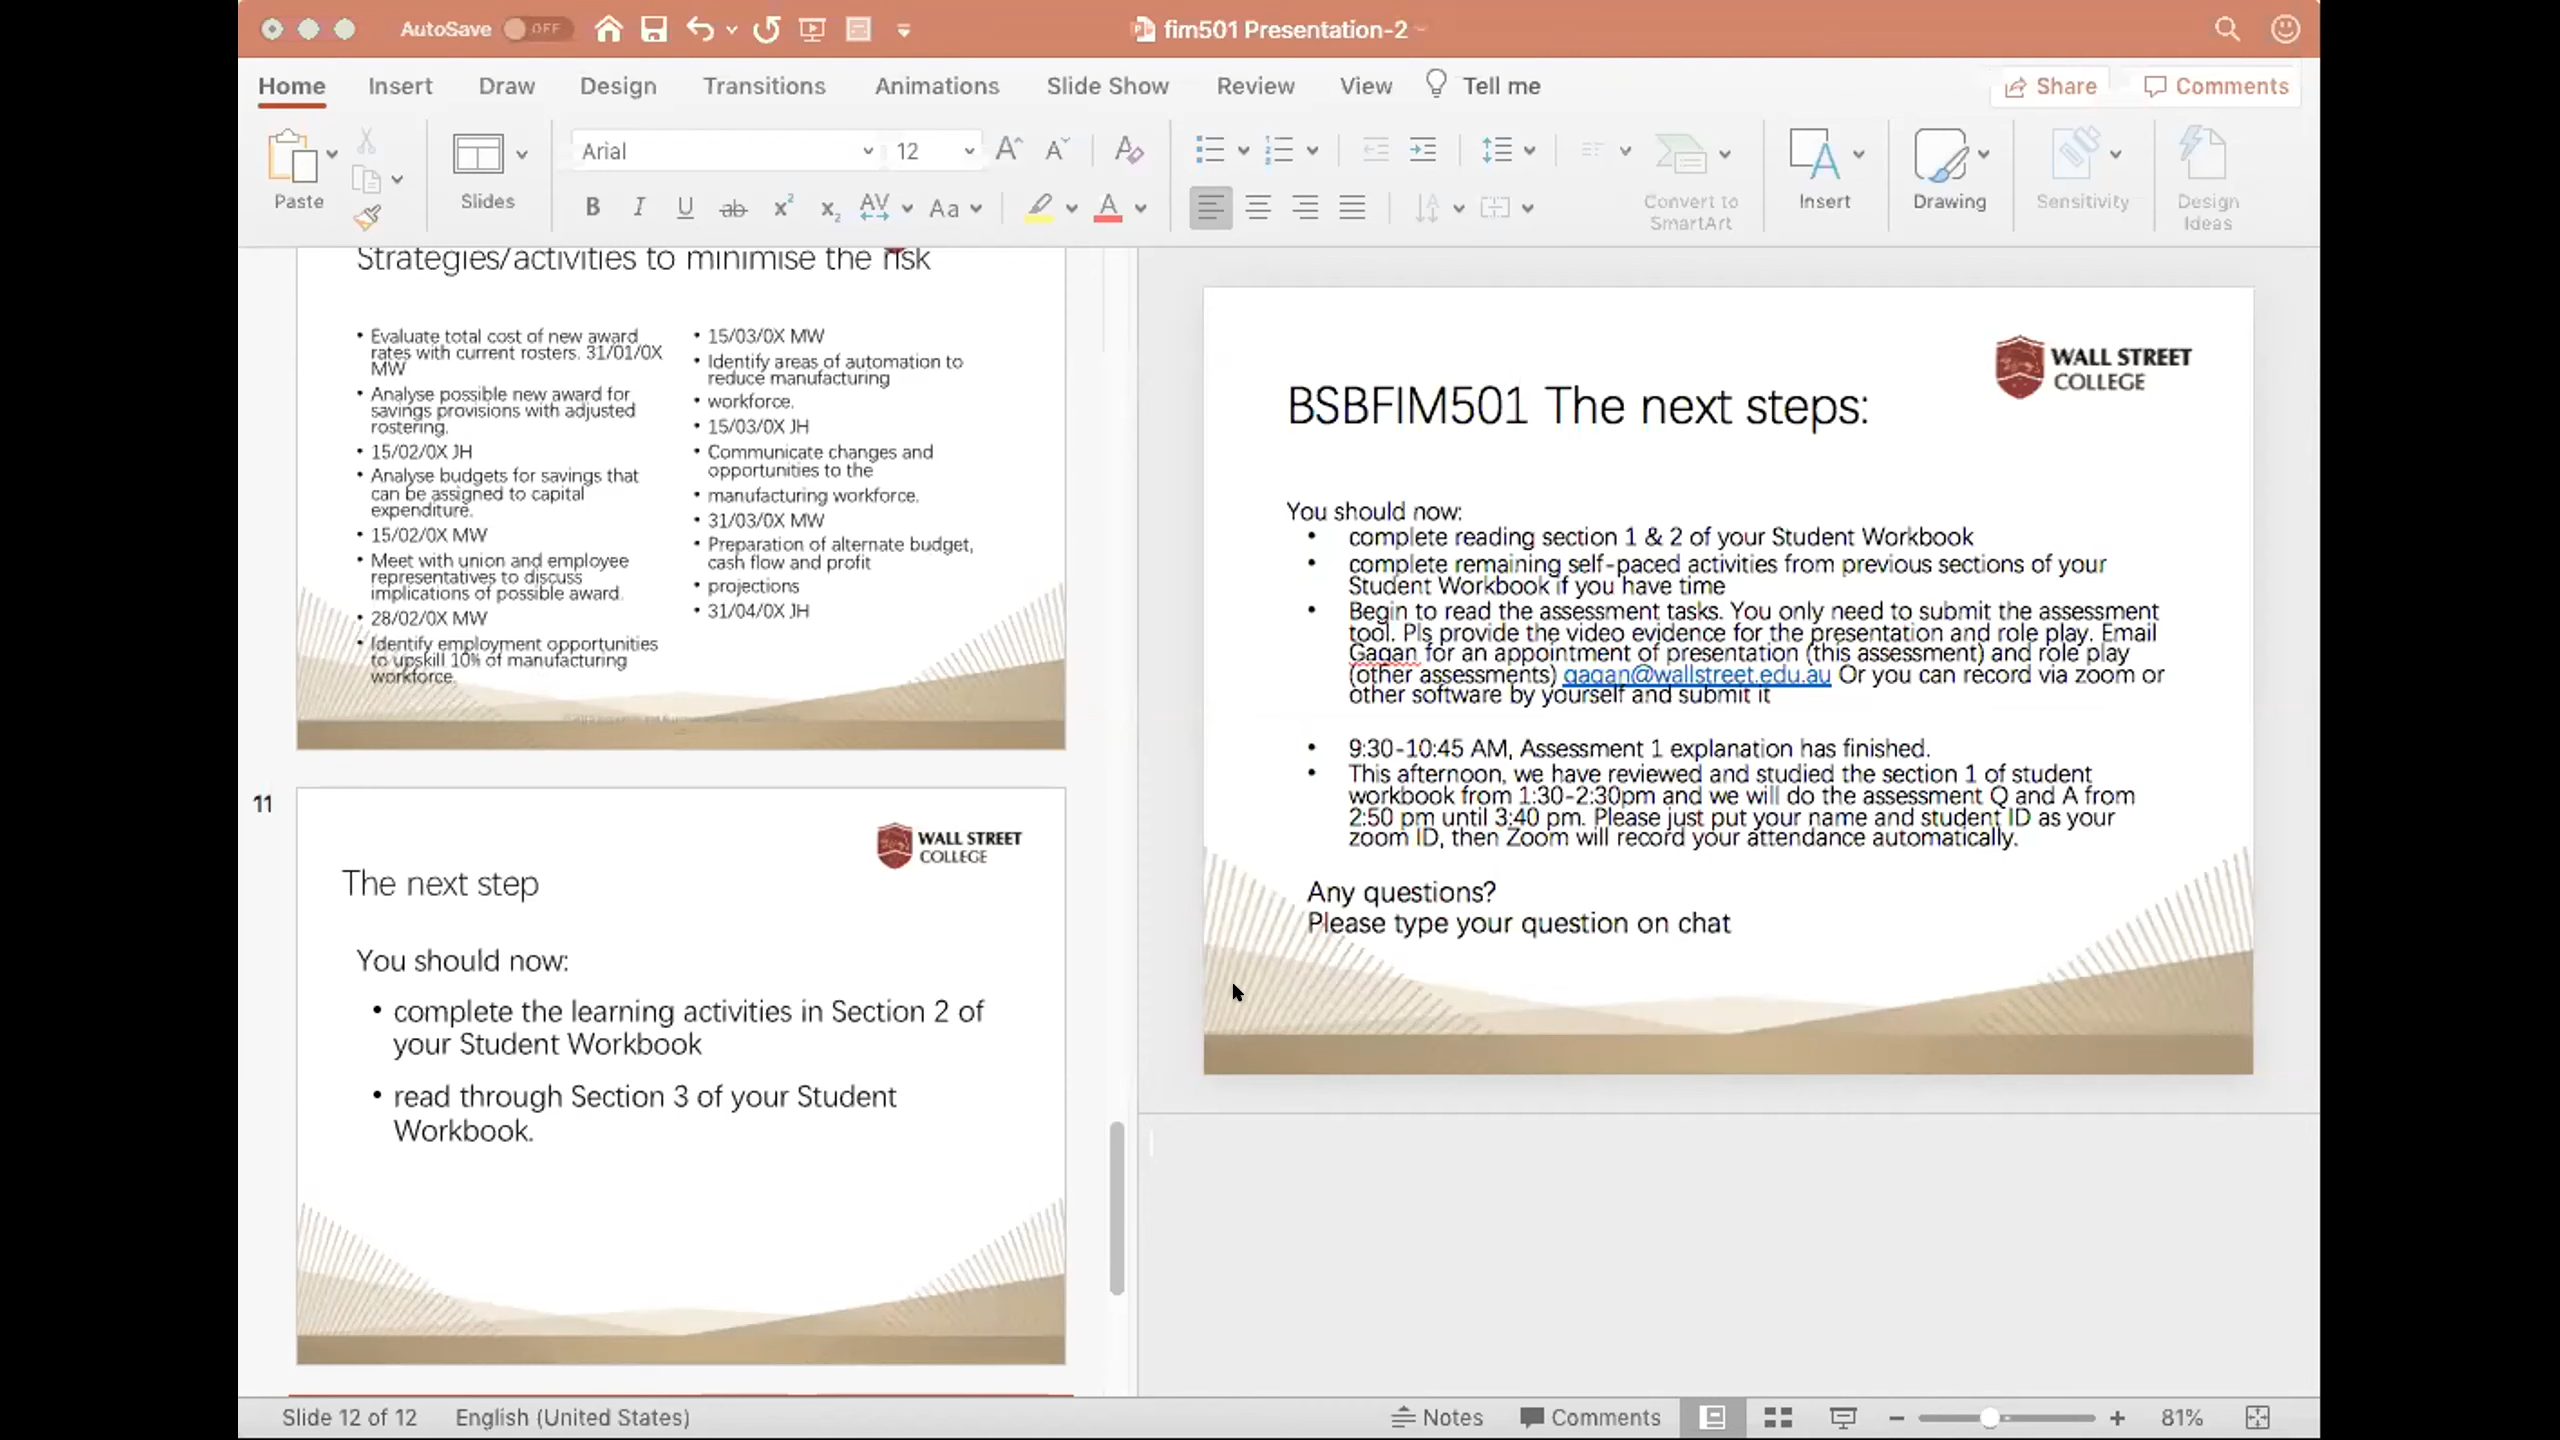 AutoSave OFF
fim501 Presentation-2
Home Insert Draw Design Transitions Animations Slide Show Review View Tell me
Share Comments
Paste
Slides
Arial 12
Convert to
SmartArt
Insert
Drawing
Sensitivity
Design
Ideas
Strategies/activities to minimise the risk
• Evaluate total cost of new award
rates with current rosters. 31/01/0X
MW
• Analyse possible new award for
savings provisions with adjusted
rostering.
• 15/02/0X JH
• Analyse budgets for savings that
can be assigned to capital
expenditure.
• 15/02/0X MW
• Meet with union and employee
representatives to discuss
implications of possible award.
• 28/02/0X MW
• Identify employment opportunities
to upskill 10% of manufacturing
workforce.
• 15/03/0X MW
• Identify areas of automation to
reduce manufacturing
• workforce.
• 15/03/0X JH
• Communicate changes and
opportunities to the
• manufacturing workforce.
• 31/03/0X MW
• Preparation of alternate budget,
cash flow and profit
• projections
• 31/04/0X JH
11
WALL STREET
COLLEGE
The next step
You should now:
• complete the learning activities in Section 2 of
your Student Workbook
• read through Section 3 of your Student
Workbook.
WALL STREET
COLLEGE
BSBFIM501 The next steps:
You should now:
• complete reading section 1 & 2 of your Student Workbook
• complete remaining self-paced activities from previous sections of your
Student Workbook if you have time
• Begin to read the assessment tasks. You only need to submit the assessment
tool. Pls provide the video evidence for the presentation and role play. Email
Gagan for an appointment of presentation (this assessment) and role play
(other assessments) gagan@wallstreet.edu.au Or you can record via zoom or
other software by yourself and submit it
• 9:30-10:45 AM, Assessment 1 explanation has finished.
• This afternoon, we have reviewed and studied the section 1 of student
workbook from 1:30-2:30pm and we will do the assessment Q and A from
2:50 pm until 3:40 pm. Please just put your name and student ID as your
zoom ID, then Zoom will record your attendance automatically.
Any questions?
Please type your question on chat
Slide 12 of 12 English (United States)
Notes Comments 81%